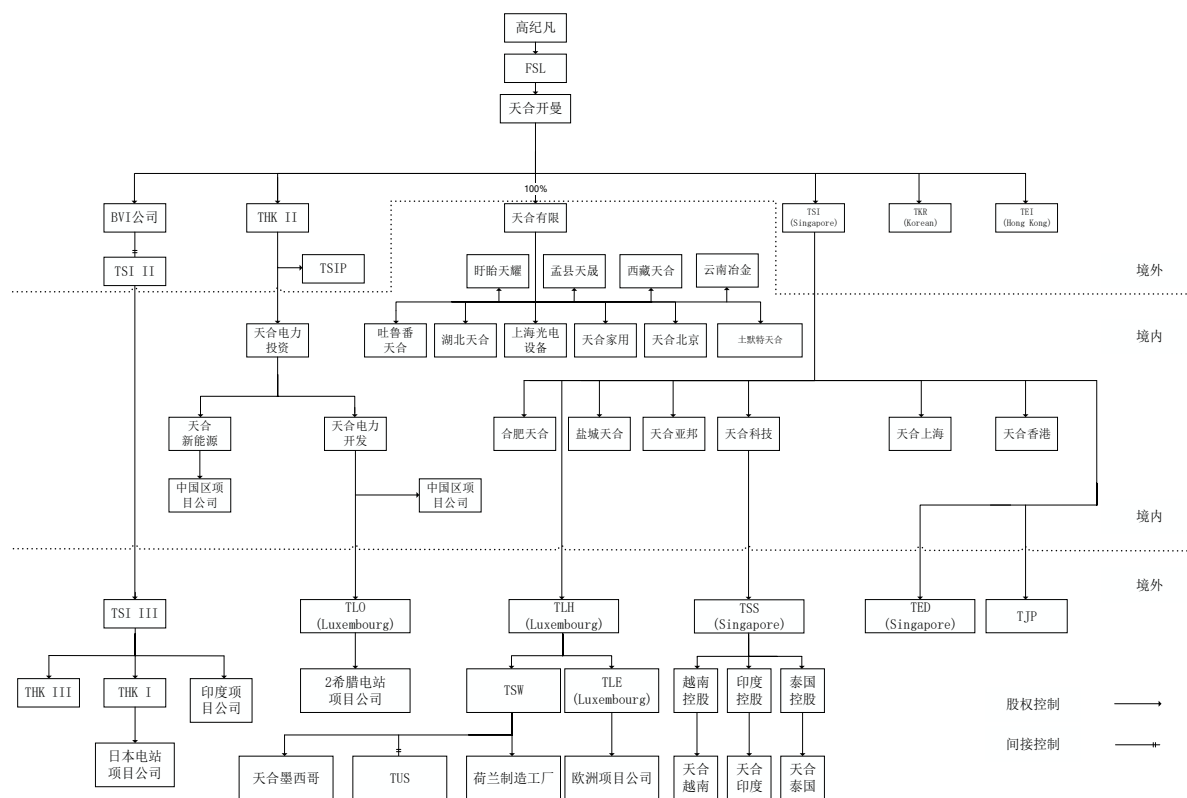 高纪凡
FSL
天合开曼
100%
BVI公司
THK II
天合有限
TSI
(Singapore)
TKR
(Korean)
TEI
(Hong Kong)
TSI II
TSIP
盱眙天耀
孟县天晟
西藏天合
云南冶金
境外
天合电力
投资
吐鲁番
天合
湖北天合
上海光电
设备
天合家用
天合北京
土默特天合
境内
天合
新能源
天合电力
开发
合肥天合
盐城天合
天合亚邦
天合科技
天合上海
天合香港
中国区项
目公司
中国区项
目公司
境内
境外
TSI III
TLO
(Luxembourg)
TLH
(Luxembourg)
TSS
(Singapore)
TED
(Singapore)
TJP
THK III
THK I
印度项
目公司
2希腊电站
项目公司
TSW
TLE
(Luxembourg)
越南
控股
印度
控股
泰国
控股
股权控制
间接控制
日本电站
项目公司
天合墨西哥
TUS
荷兰制造工厂
欧洲项目公司
天合
越南
天合
印度
天合
泰国